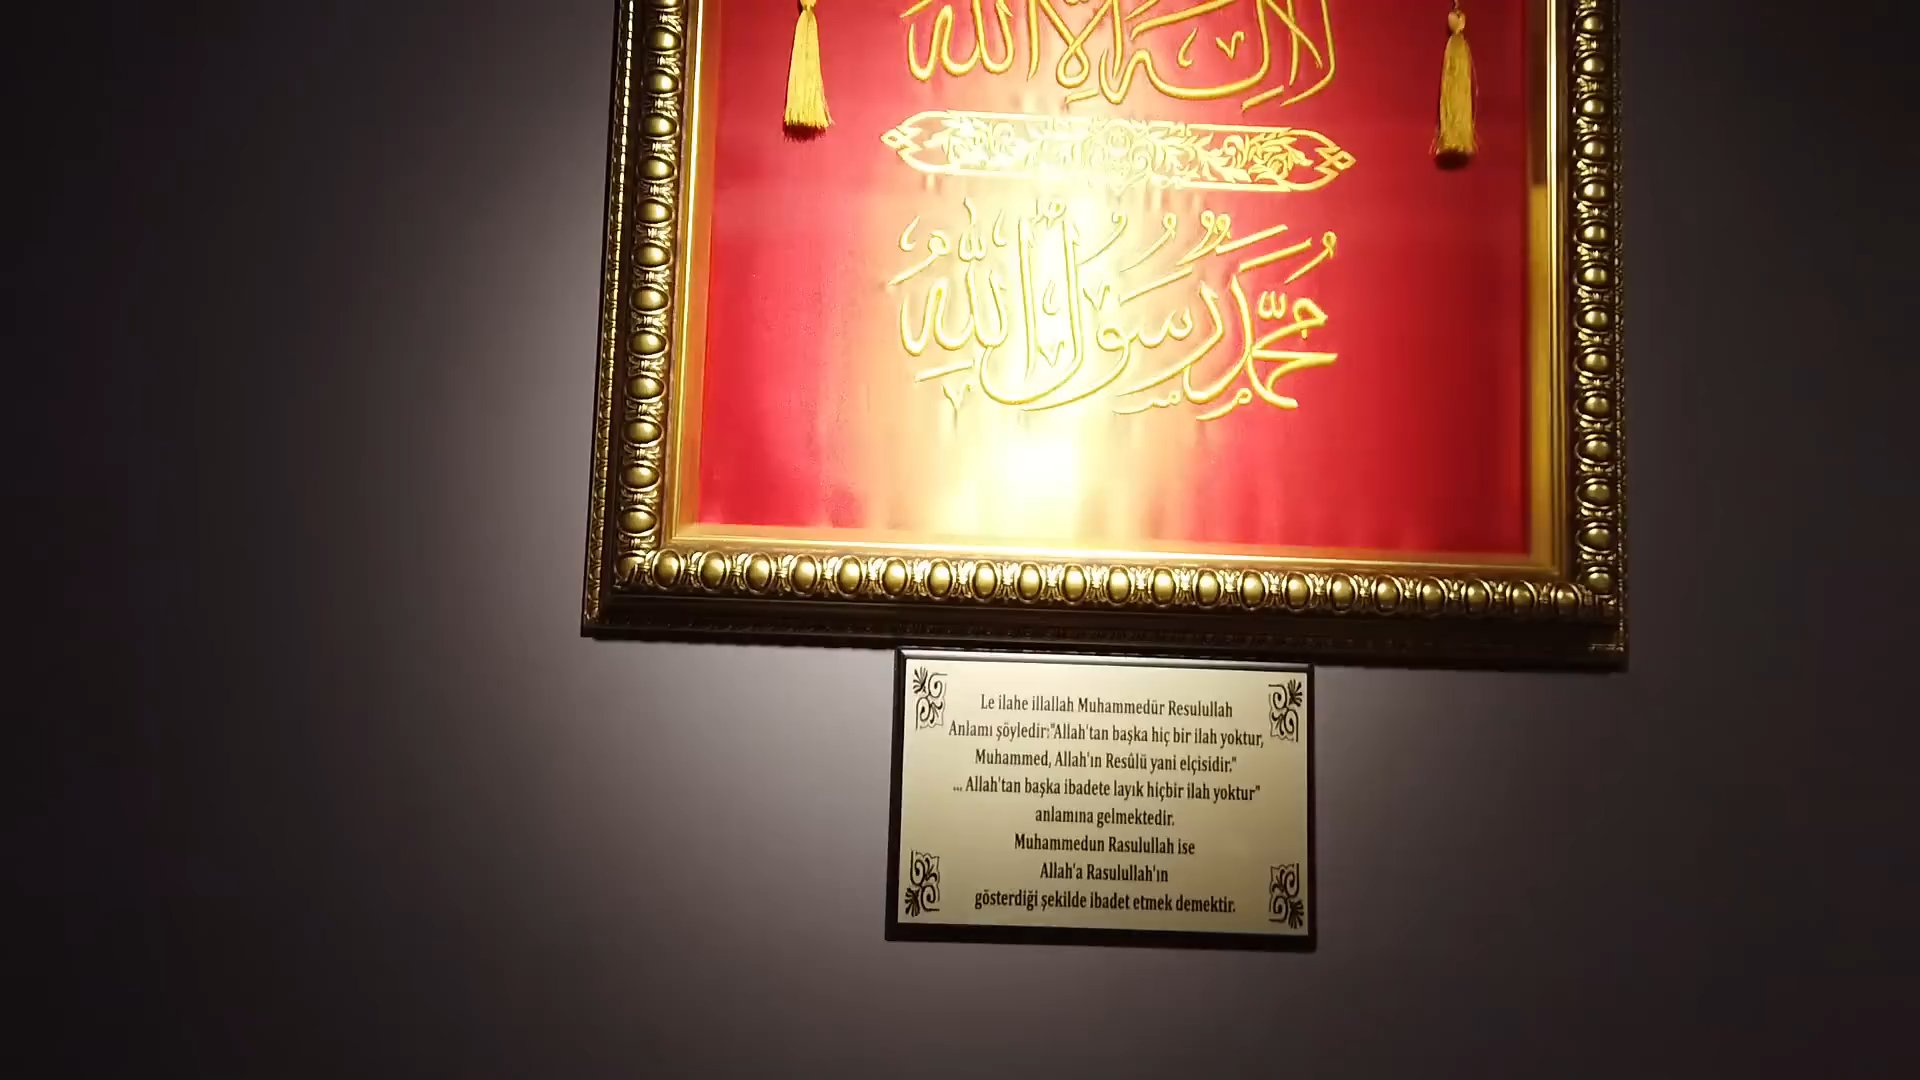 لا إله إلا الله
محمد رسول الله
Le ilahe illallah Muhammedür Resulullah
Anlamı şöyledir:"Allah'tan başka hiç bir ilah yoktur,
Muhammed, Allah'ın Resûlü yani elçisidir."
... Allah'tan başka ibadete layık hiçbir ilah yoktur"
anlamına gelmektedir.
Muhammedun Rasulullah ise
Allah'a Rasulullah'ın
gösterdiği şekilde ibadet etmek demektir.